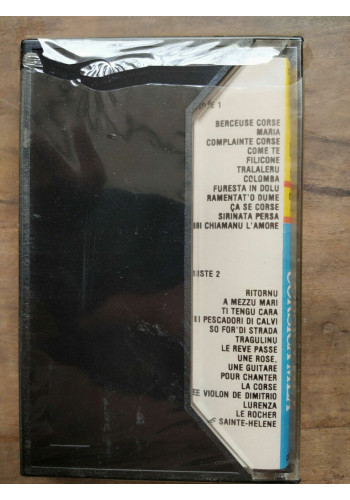 1
BERCEUSE CORSE
MARIA
COMPLAINTE CORSE
COME TE
FILICONE
TRALALERU
COLOMBA
FURESTA IN DOLU
RAMENTAT'O DUME
ÇA SE CORSE
SIRINATA PERSA
CHIAMANU L'AMORE
ISTE 2
RITORNU
A MEZZU MARI
TI TENGU CARA
I PESCADORI DI CALVI
SO FOR'DI STRADA
TRAGULINU
LE REVE PASSE
UNE ROSE,
UNE GUITARE
POUR CHANTER
LA CORSE
VIOLON DE DIMITRIO
LURENZA
LE ROCHER
SAINTE-HELENE